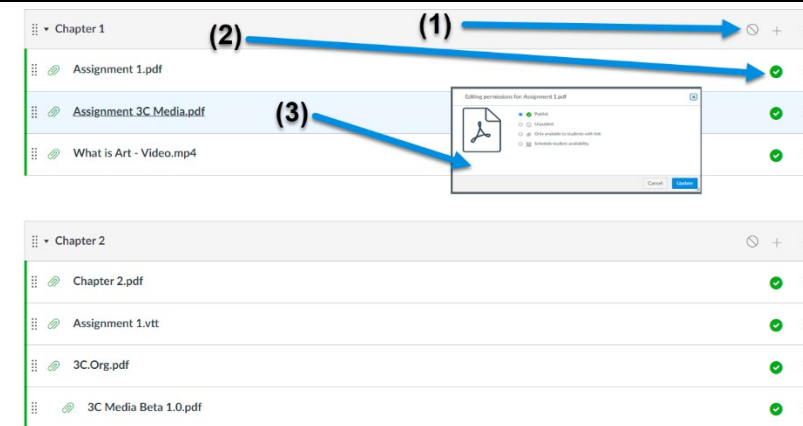 Chapter 1
(1)
(2)
Assignment 1.pdf
Assignment 3C Media.pdf
(3)
What is Art - Video.mp4
Editing permissions for: Assignment 1.pdf
Publish
Unpublish
Only available to students with link
Schedule student availability
Cancel
Update
Chapter 2
Chapter 2.pdf
Assignment 1.vtt
3C.Org.pdf
3C Media Beta 1.0.pdf